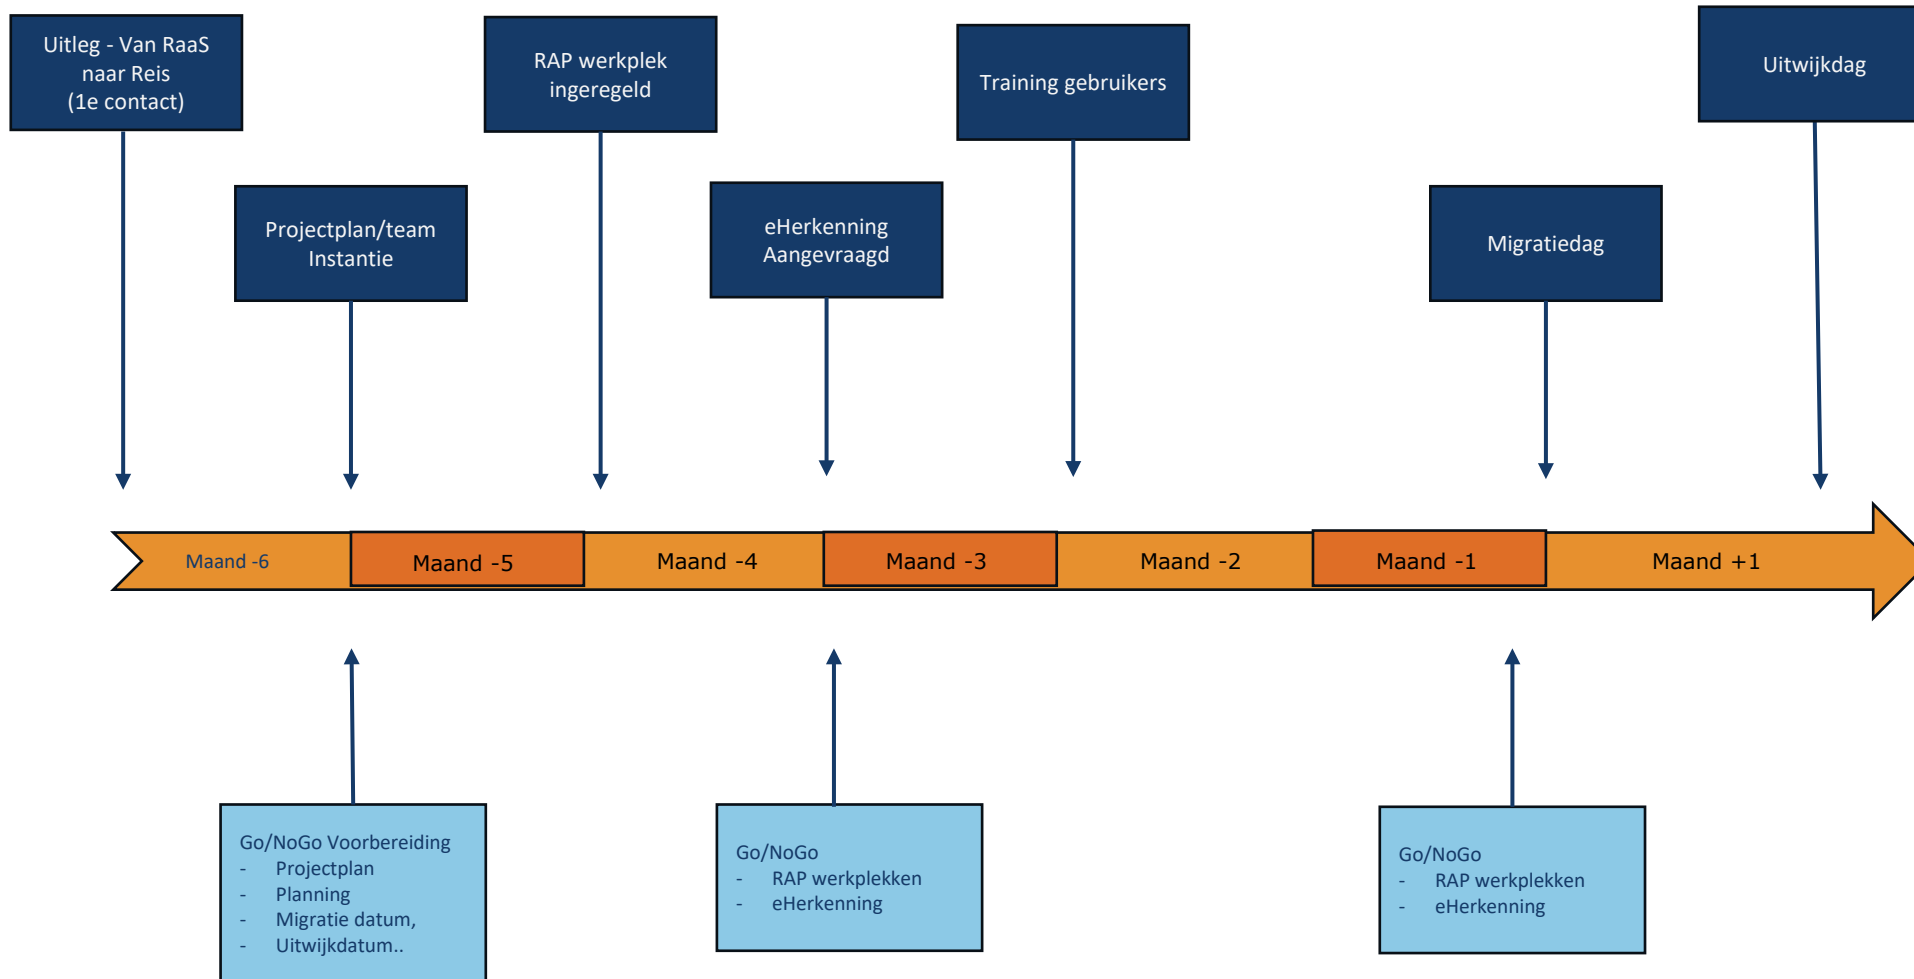 Uitleg - Van RaaS
naar Reis
(1e contact)
RAP werkplek
ingeregeld
Training gebruikers
Uitwijkdag
Projectplan/team
Instantie
eHerkenning
Aangevraagd
Migratiedag
Maand -6
Maand -5
Maand -4
Maand -3
Maand -2
Maand -1
Maand +1
Go/NoGo Voorbereiding
- Projectplan
- Planning
- Migratie datum,
- Uitwijkdatum..
Go/NoGo
- RAP werkplekken
- eHerkenning
Go/NoGo
- RAP werkplekken
- eHerkenning